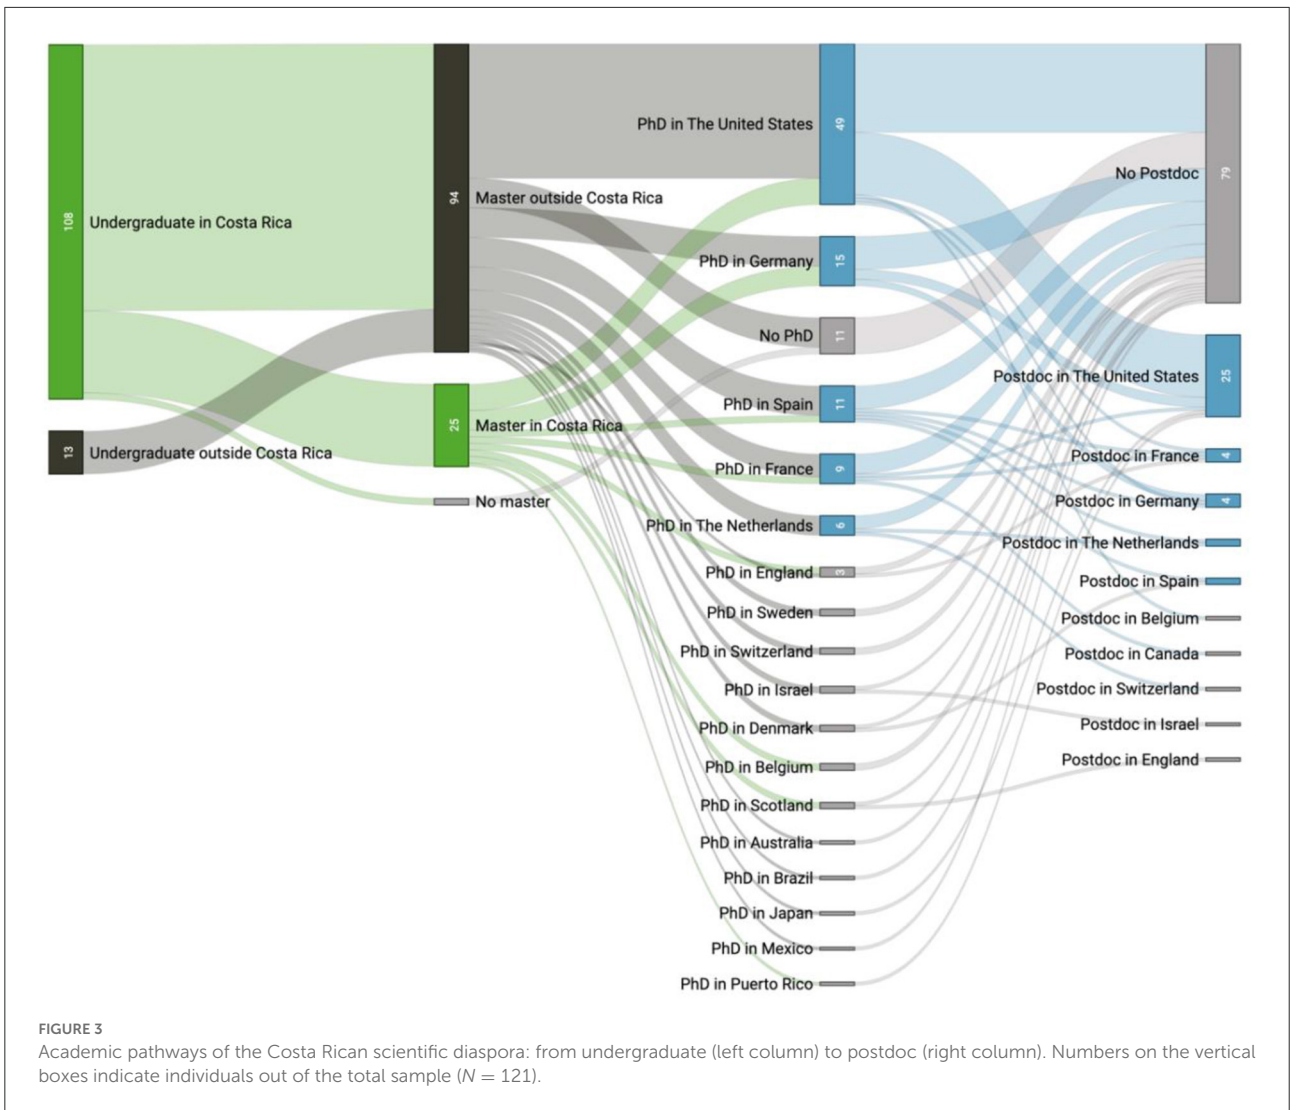 108
Undergraduate in Costa Rica
13
Undergraduate outside Costa Rica
94
Master outside Costa Rica
25
Master in Costa Rica
No master
PhD in The United States
49
PhD in Germany
15
No PhD
11
PhD in Spain
11
PhD in France
9
PhD in The Netherlands
6
PhD in England
3
PhD in Sweden
PhD in Switzerland
PhD in Israel
PhD in Denmark
PhD in Belgium
PhD in Scotland
PhD in Australia
PhD in Brazil
PhD in Japan
PhD in Mexico
PhD in Puerto Rico
No Postdoc
79
Postdoc in The United States
25
Postdoc in France
4
Postdoc in Germany
4
Postdoc in The Netherlands
Postdoc in Spain
Postdoc in Belgium
Postdoc in Canada
Postdoc in Switzerland
Postdoc in Israel
Postdoc in England
FIGURE 3
Academic pathways of the Costa Rican scientific diaspora: from undergraduate (left column) to postdoc (right column). Numbers on the vertical
boxes indicate individuals out of the total sample (N = 121).